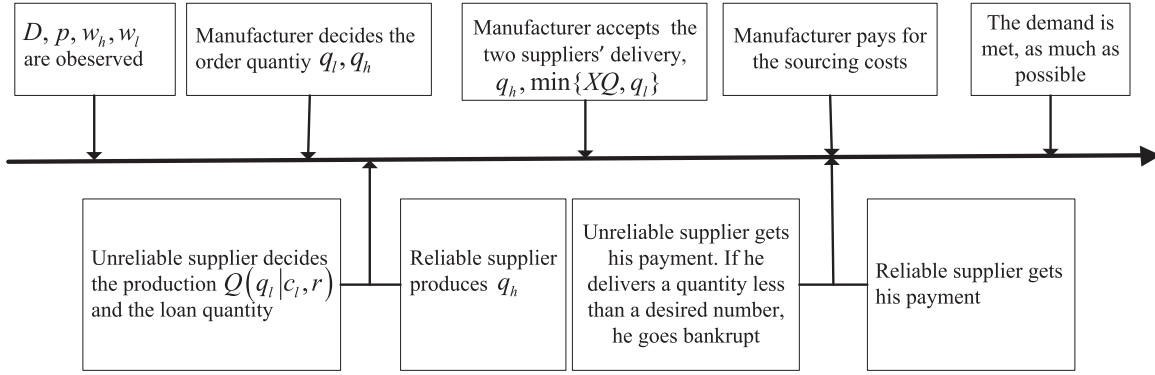 D, p, w_h, w_l
are obeserved
Manufacturer decides the
order quantiy q_l, q_h
Manufacturer accepts the
two suppliers' delivery,
q_h, min{XQ, q_l}
Manufacturer pays for
the sourcing costs
The demand is
met, as much as
possible
Unreliable supplier decides
the production Q(q_l|c_l, r)
and the loan quantity
Reliable supplier
produces q_h
Unreliable supplier gets
his payment. If he
delivers a quantity less
than a desired number,
he goes bankrupt
Reliable supplier gets
his payment